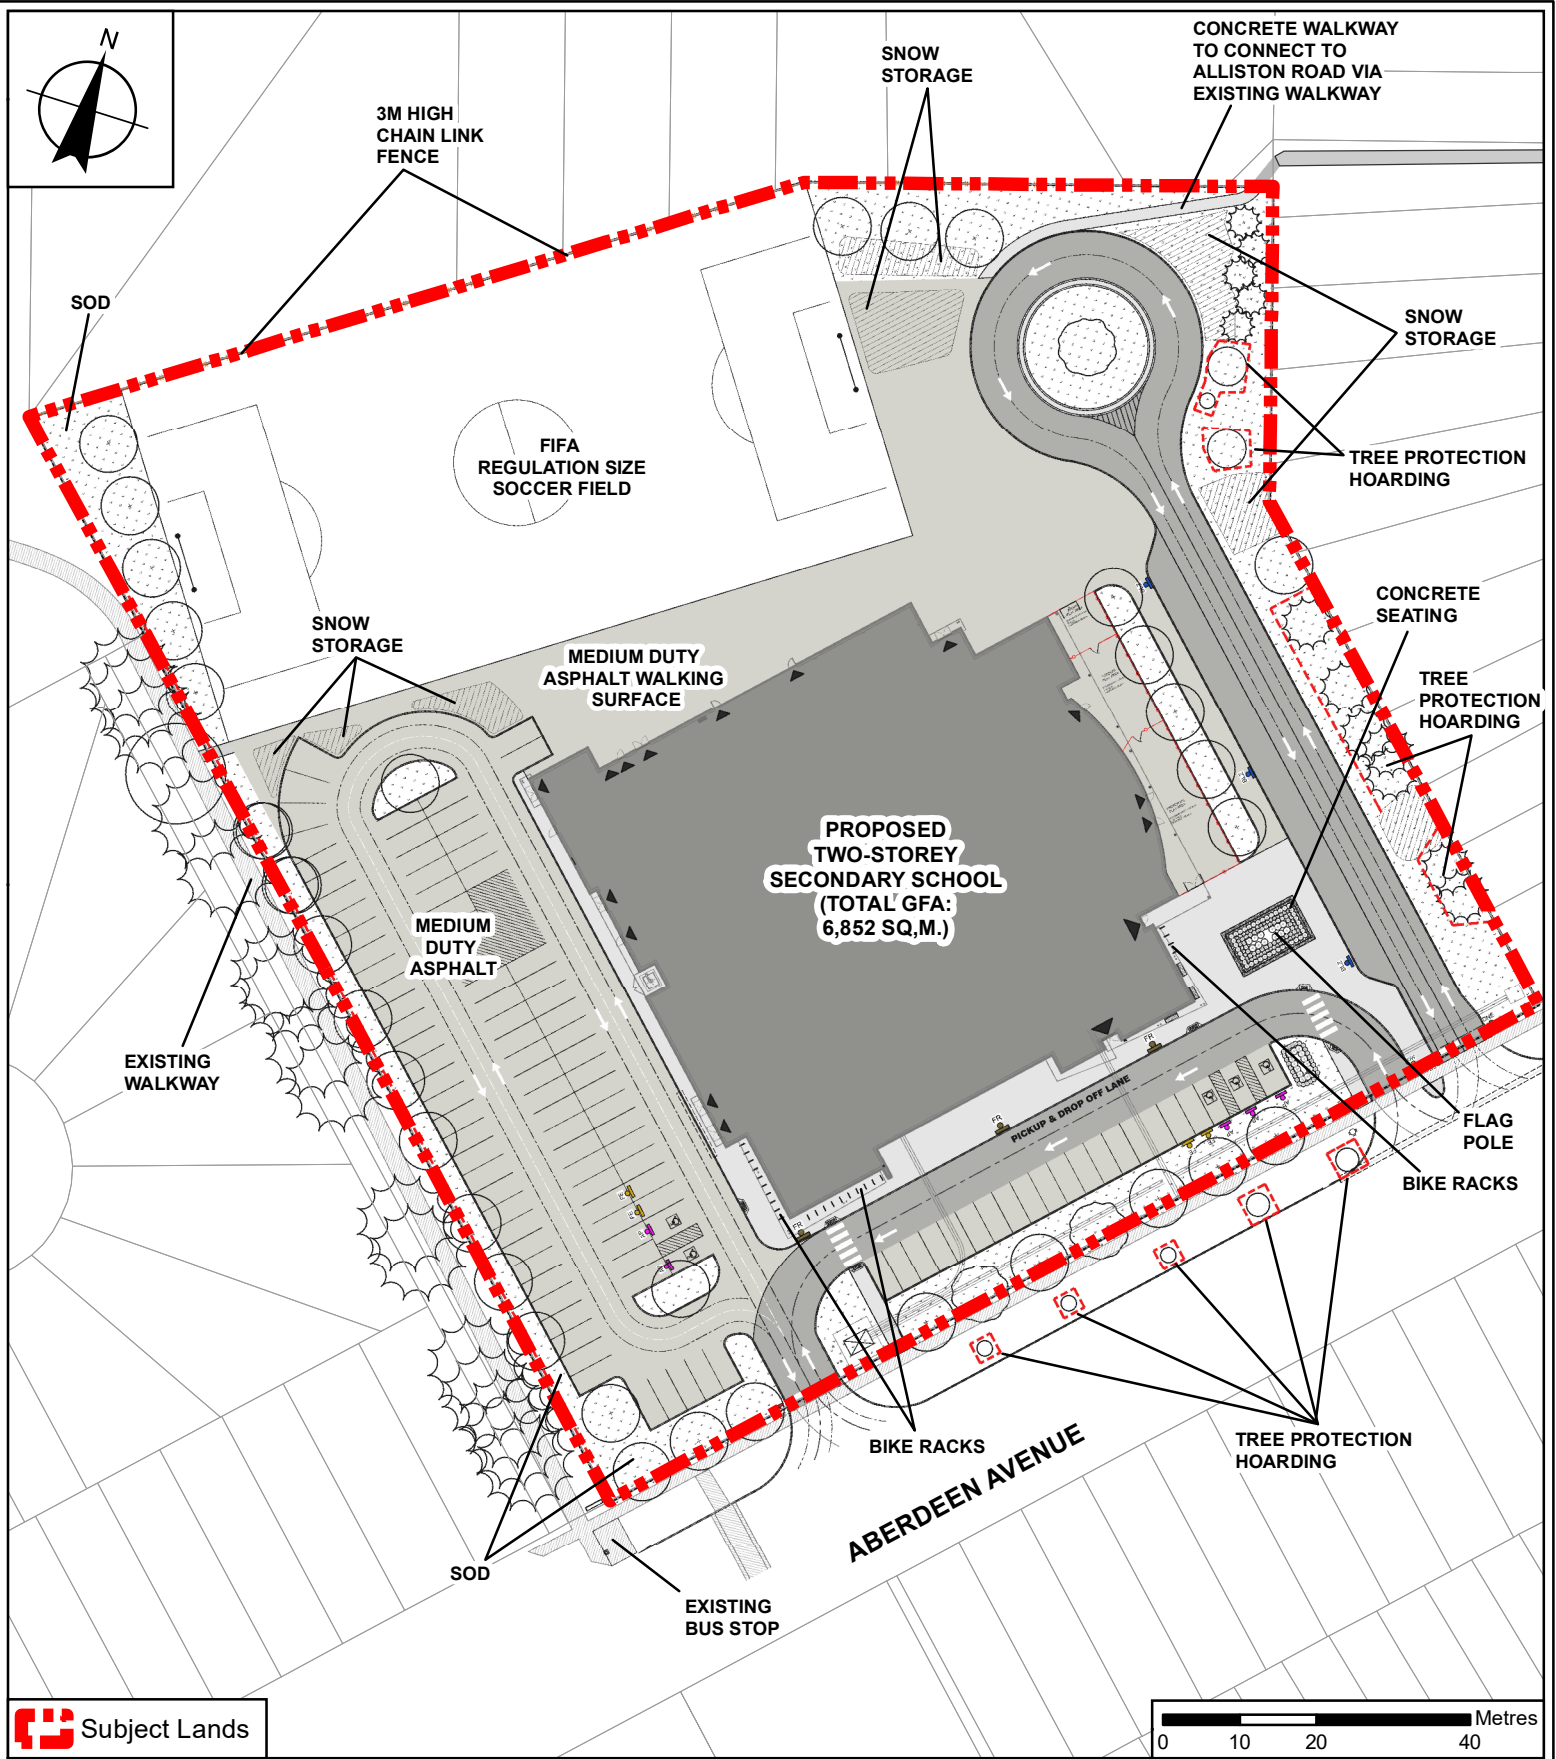 N
SNOW
STORAGE
CONCRETE WALKWAY
TO CONNECT TO
ALLISTON ROAD VIA
EXISTING WALKWAY
3M HIGH
CHAIN LINK
FENCE
SOD
SNOW
STORAGE
FIFA
REGULATION SIZE
SOCCER FIELD
TREE PROTECTION
HOARDING
CONCRETE
SEATING
SNOW
STORAGE
MEDIUM DUTY
ASPHALT WALKING
SURFACE
TREE
PROTECTION
HOARDING
PROPOSED
TWO-STOREY
SECONDARY SCHOOL
(TOTAL GFA:
6,852 SQ,M.)
MEDIUM
DUTY
ASPHALT
EXISTING
WALKWAY
FR
FR
FR
PICKUP & DROP OFF LANE
FLAG
POLE
BIKE RACKS
BIKE RACKS
TREE PROTECTION
HOARDING
ABERDEEN AVENUE
SOD
EXISTING
BUS STOP
Subject Lands
Metres
0 10 20 40